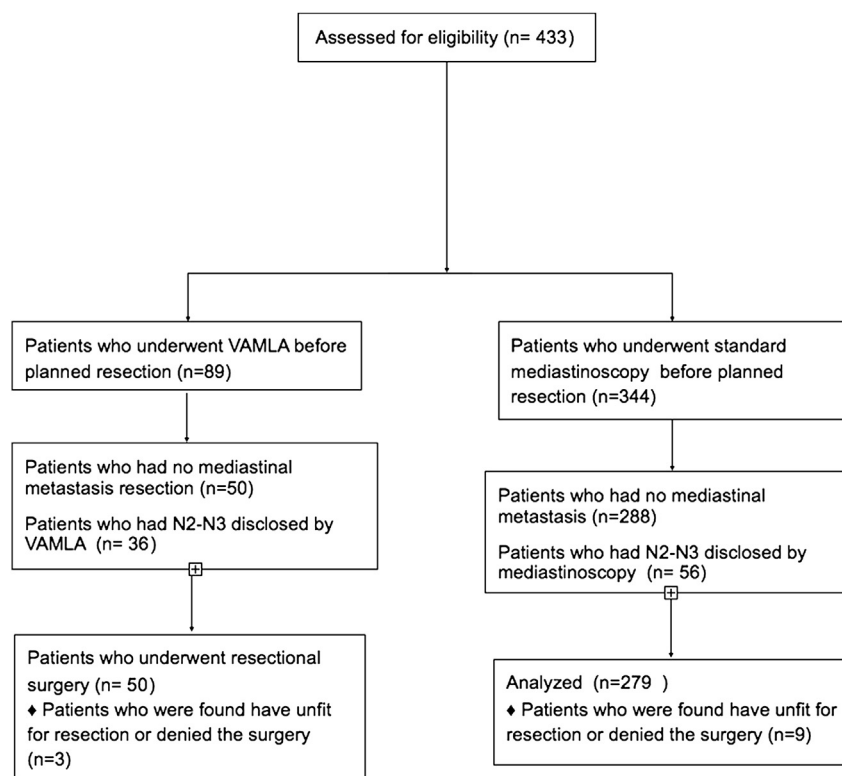 Assessed for eligibility (n= 433)
Patients who underwent VAMLA before
planned resection (n=89)
Patients who underwent standard
mediastinoscopy before planned
resection (n=344)
Patients who had no mediastinal
metastasis resection (n=50)
Patients who had N2-N3 disclosed by
VAMLA (n= 36)
Patients who had no mediastinal
metastasis (n=288)
Patients who had N2-N3 disclosed by
mediastinoscopy (n= 56)
Patients who underwent resectional
surgery (n= 50)
♦ Patients who were found have unfit
for resection or denied the surgery
(n=3)
Analyzed (n=279 )
♦ Patients who were found have unfit for
resection or denied the surgery (n=9)